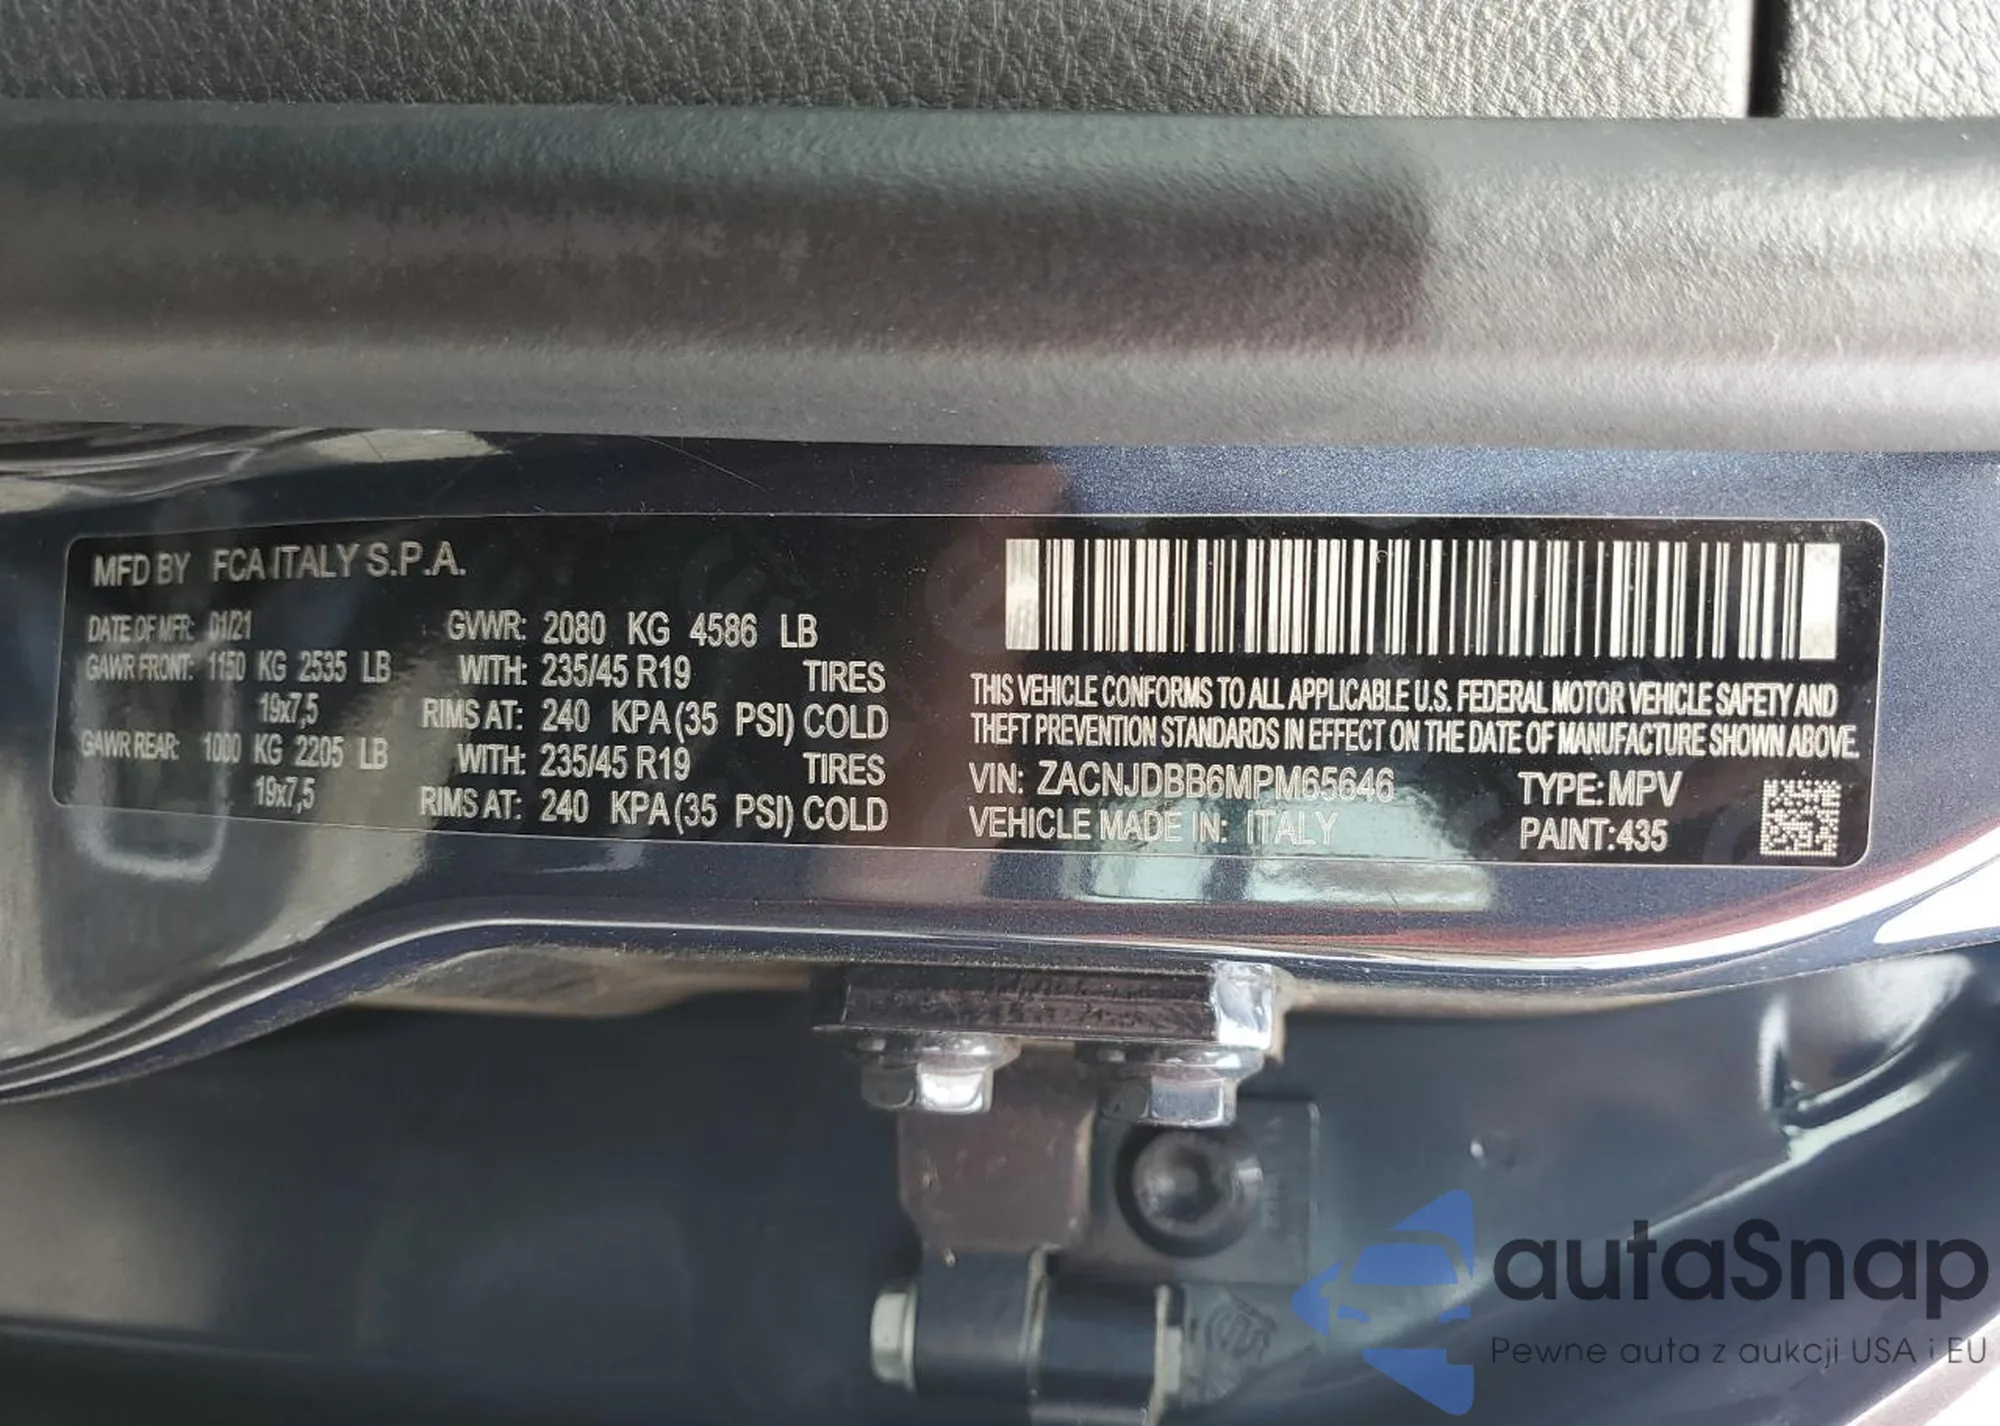 MFD BY FCA ITALY S.P.A.
DATE OF MFR: 01/21 GVWR: 2080 KG 4586 LB
GAWR FRONT: 1150 KG 2535 LB WITH: 235/45 R19 TIRES
19x7,5 RIMS AT: 240 KPA (35 PSI) COLD
GAWR REAR: 1000 KG 2205 LB WITH: 235/45 R19 TIRES
19x7,5 RIMS AT: 240 KPA (35 PSI) COLD
THIS VEHICLE CONFORMS TO ALL APPLICABLE U.S. FEDERAL MOTOR VEHICLE SAFETY AND
THEFT PREVENTION STANDARDS IN EFFECT ON THE DATE OF MANUFACTURE SHOWN ABOVE.
VIN: ZACNJDBB6MPM65646 TYPE: MPV
VEHICLE MADE IN: ITALY PAINT:435
autaSnap
Pewne auta z aukcji USA i EU